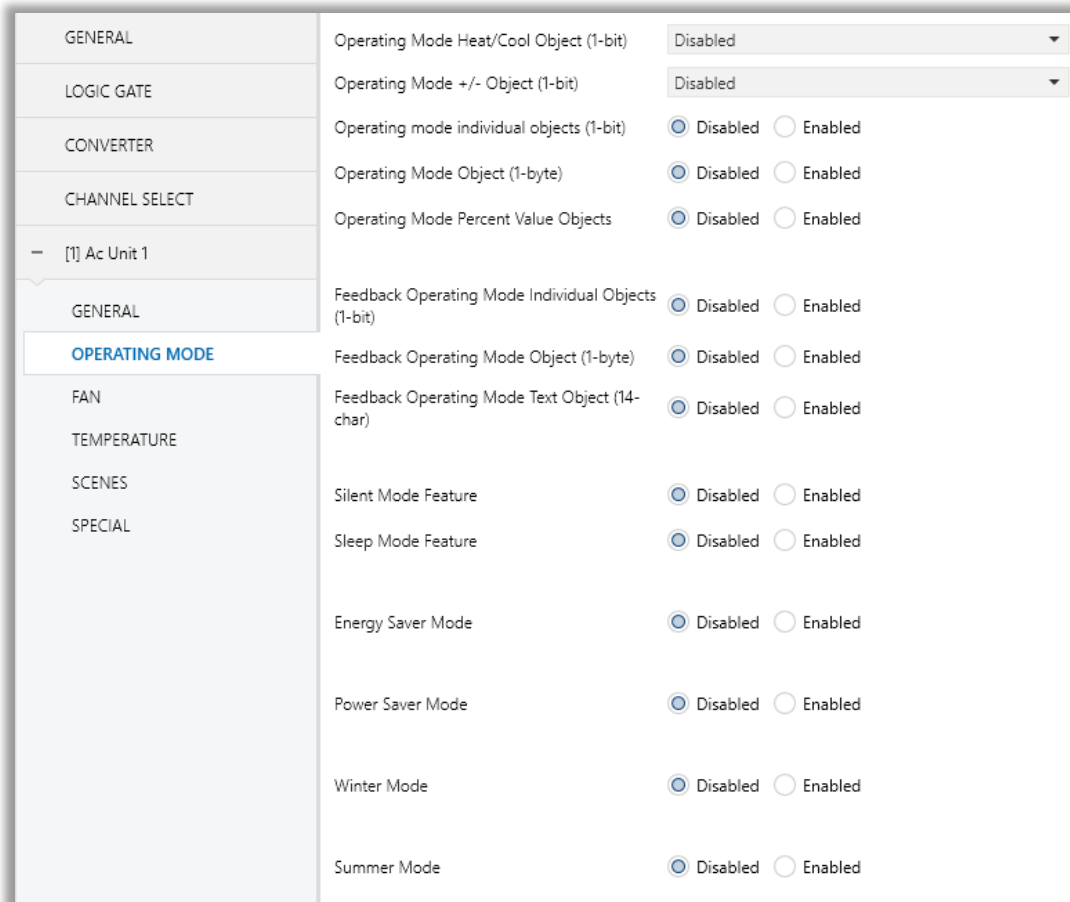 GENERAL
LOGIC GATE
CONVERTER
CHANNEL SELECT
[1] Ac Unit 1
GENERAL
OPERATING MODE
FAN
TEMPERATURE
SCENES
SPECIAL
Operating Mode Heat/Cool Object (1-bit) Disabled
Operating Mode +/- Object (1-bit) Disabled
Operating mode individual objects (1-bit) Disabled Enabled
Operating Mode Object (1-byte) Disabled Enabled
Operating Mode Percent Value Objects Disabled Enabled
Feedback Operating Mode Individual Objects
(1-bit) Disabled Enabled
Feedback Operating Mode Object (1-byte) Disabled Enabled
Feedback Operating Mode Text Object (14-
char) Disabled Enabled
Silent Mode Feature Disabled Enabled
Sleep Mode Feature Disabled Enabled
Energy Saver Mode Disabled Enabled
Power Saver Mode Disabled Enabled
Winter Mode Disabled Enabled
Summer Mode Disabled Enabled